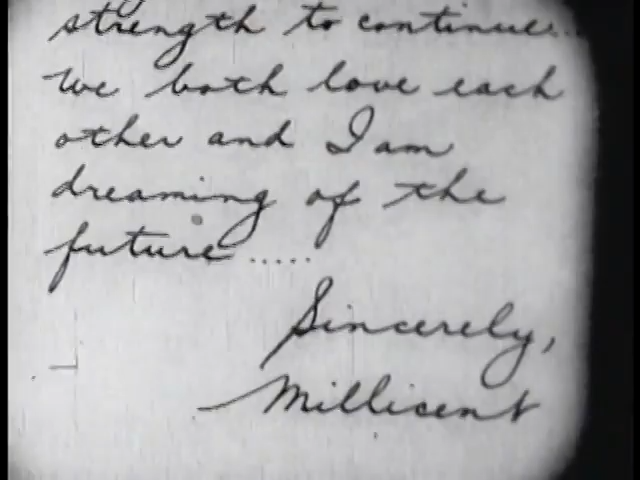 strength to continue...
We both love each
other and I am
dreaming of the
future.....
Sincerely,
Millicent